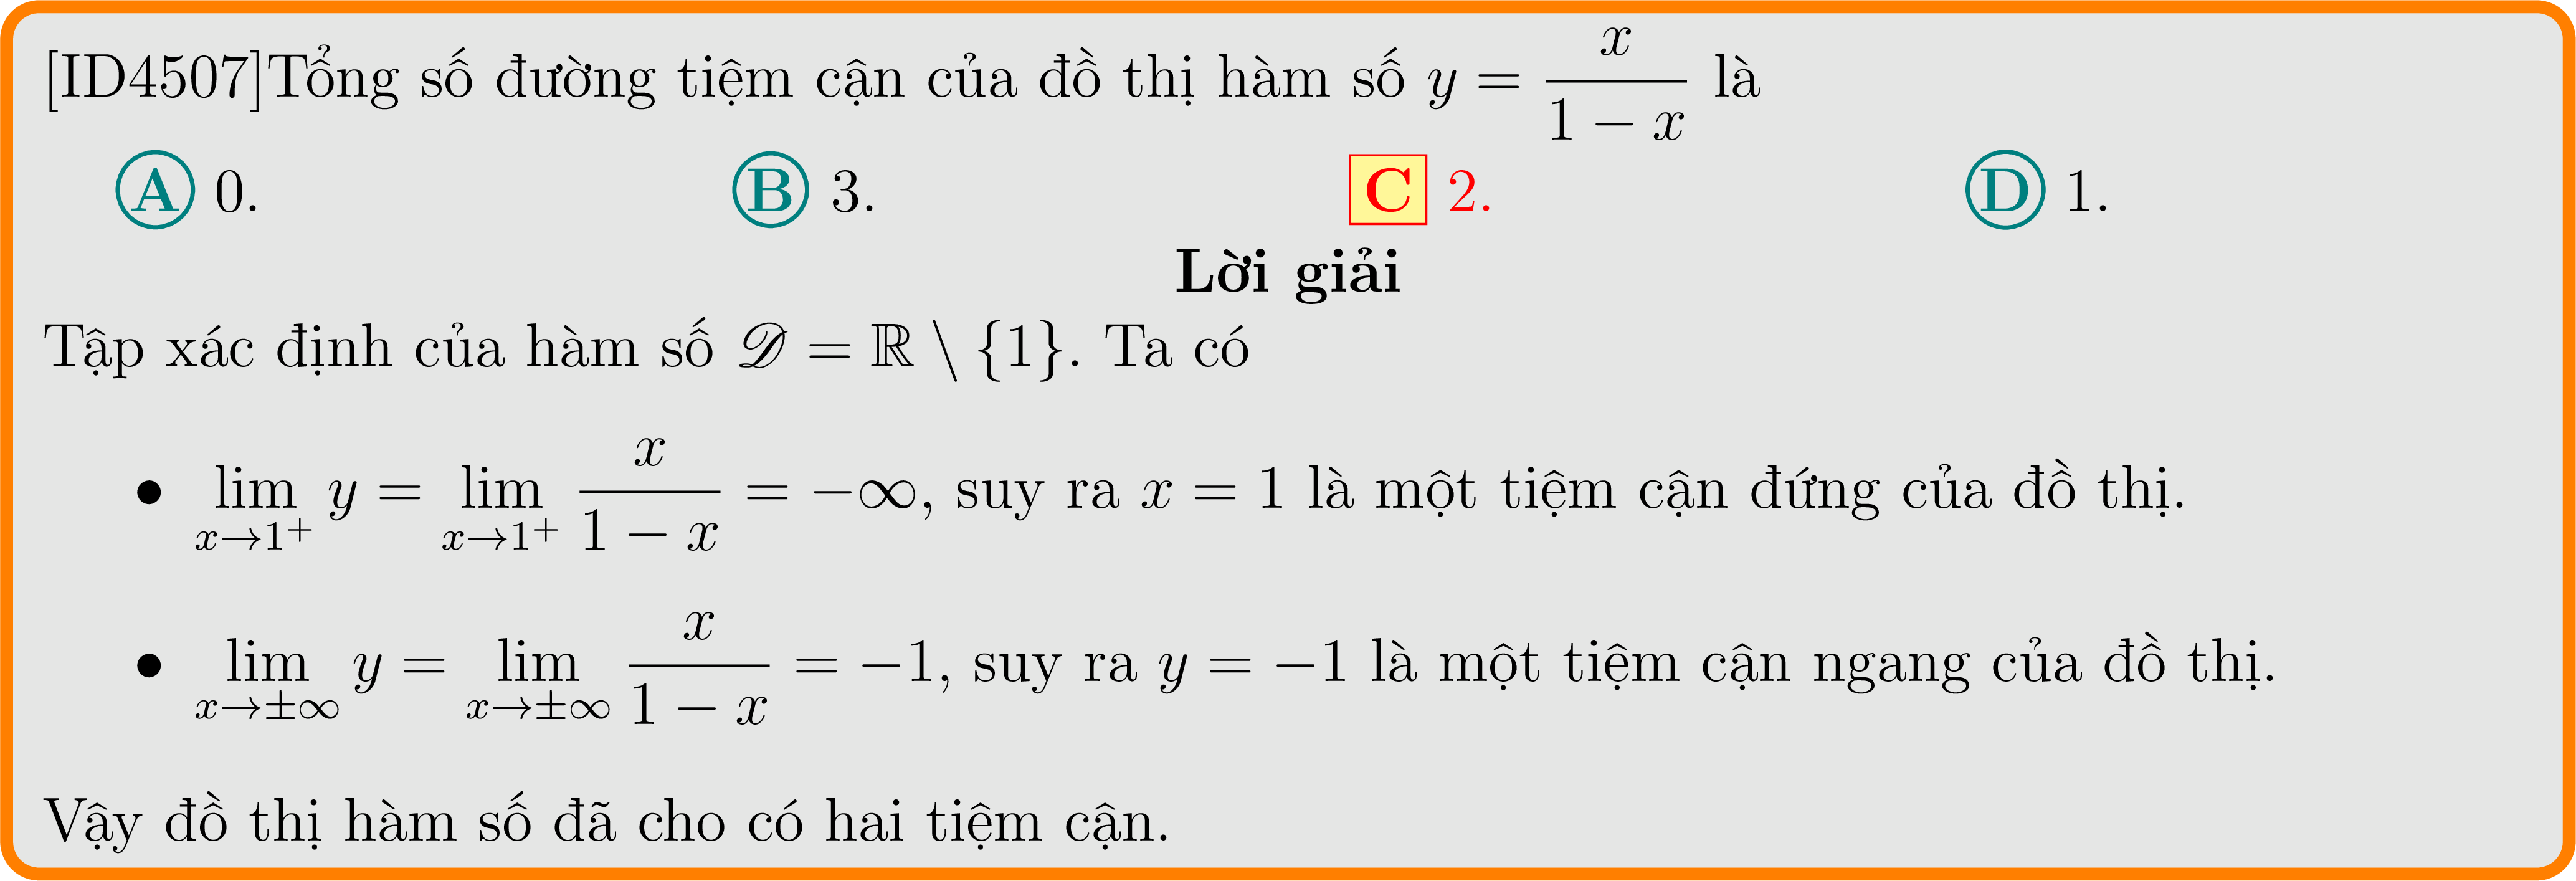 [ID4507]Tổng số đường tiệm cận của đồ thị hàm số $y = \dfrac{x}{1 - x}$ là
A 0. B 3. C 2. D 1.
Lời giải
Tập xác định của hàm số $\mathscr{D} = \mathbb{R} \setminus \{1\}$. Ta có
• $\lim\limits_{x \to 1^+} y = \lim\limits_{x \to 1^+} \dfrac{x}{1 - x} = -\infty$, suy ra $x = 1$ là một tiệm cận đứng của đồ thị.
• $\lim\limits_{x \to \pm\infty} y = \lim\limits_{x \to \pm\infty} \dfrac{x}{1 - x} = -1$, suy ra $y = -1$ là một tiệm cận ngang của đồ thị.
Vậy đồ thị hàm số đã cho có hai tiệm cận.